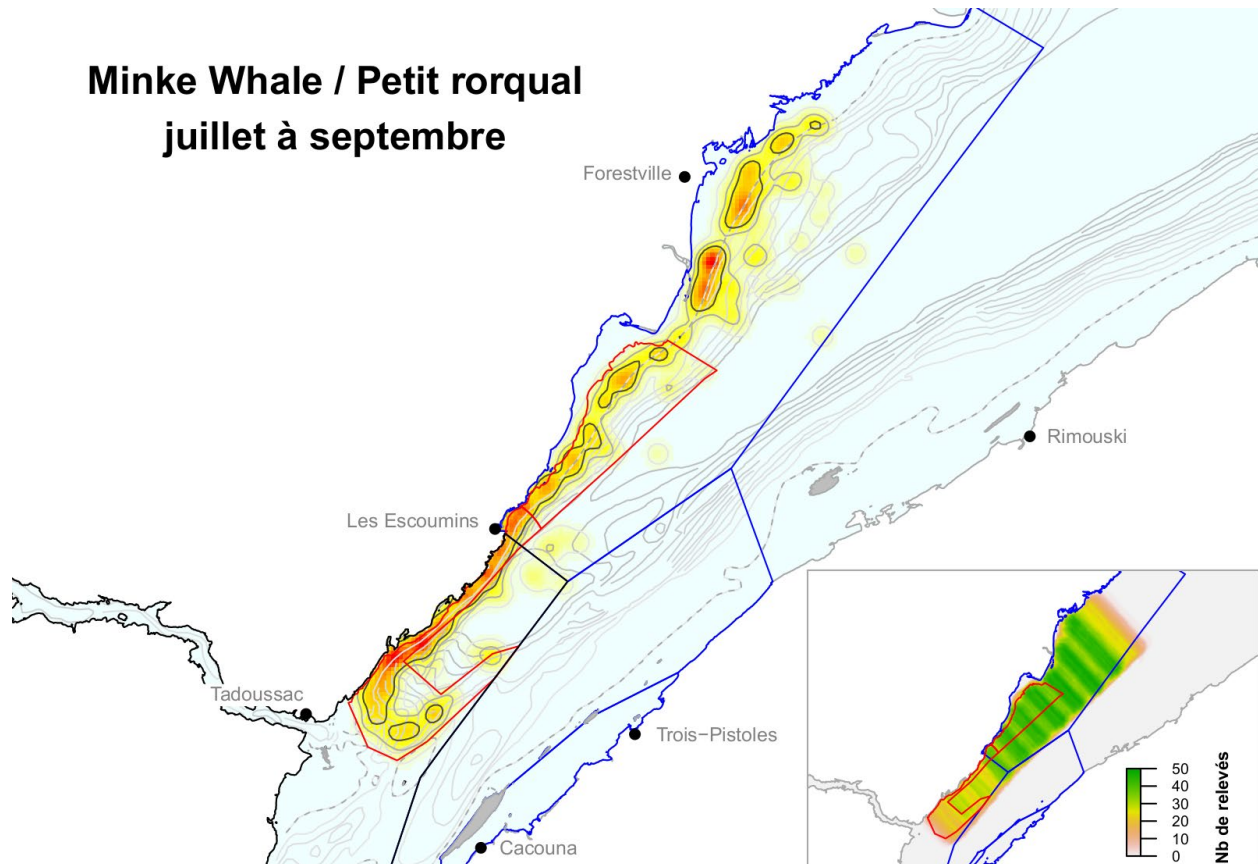 Minke Whale / Petit rorqual
juillet à septembre
Forestville
Rimouski
Les Escoumins
Tadoussac
Trois−Pistoles
Cacouna
50
40
30
20
10
0
Nb de relevés